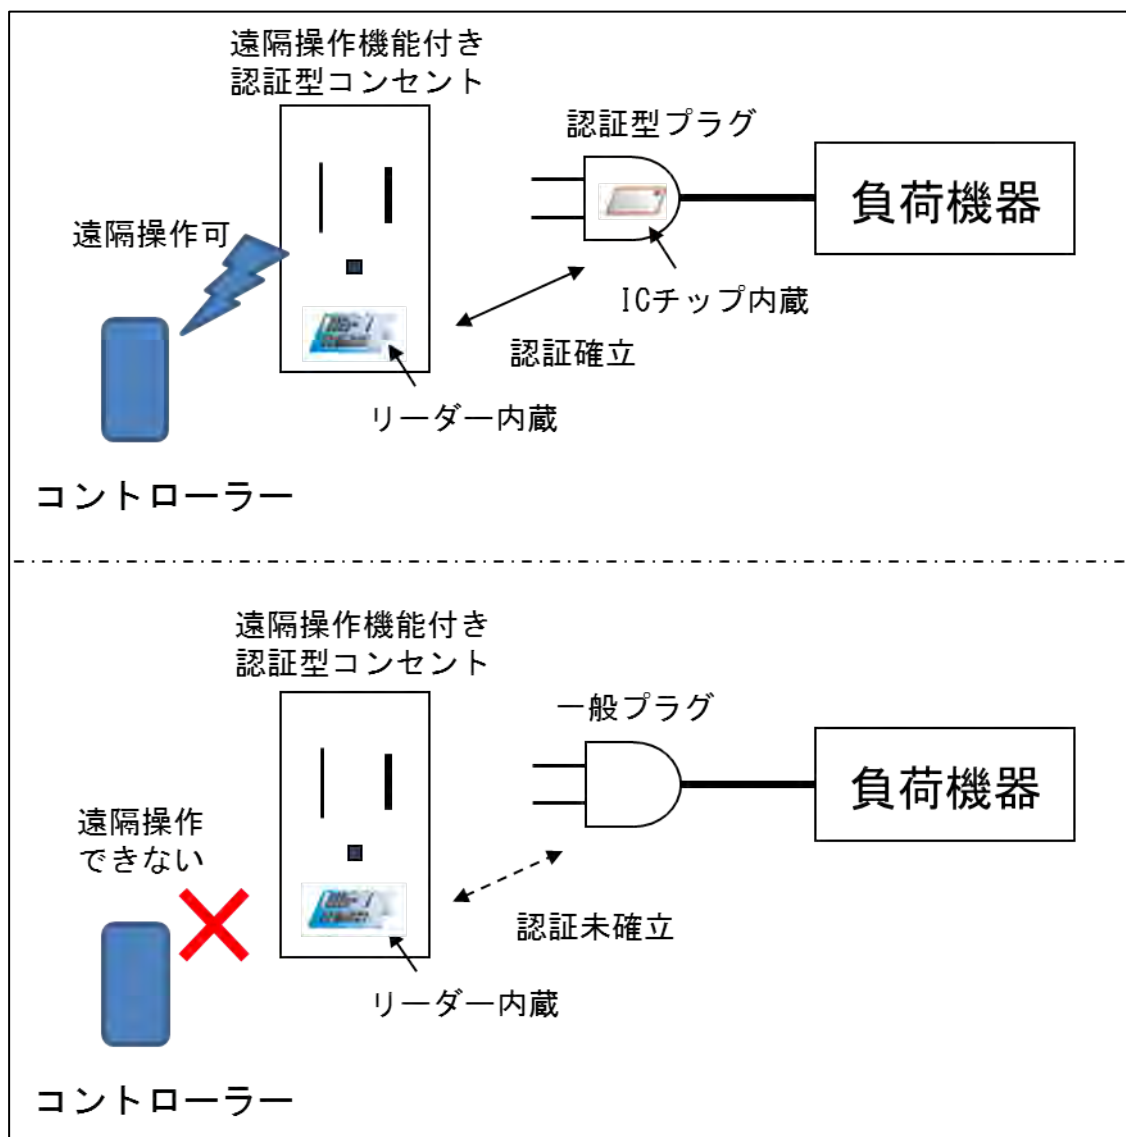 遠隔操作機能付き
認証型コンセント
認証型プラグ
負荷機器
遠隔操作可
ICチップ内蔵
認証確立
リーダー内蔵
コントローラー
遠隔操作機能付き
認証型コンセント
一般プラグ
負荷機器
遠隔操作
できない
認証未確立
リーダー内蔵
コントローラー